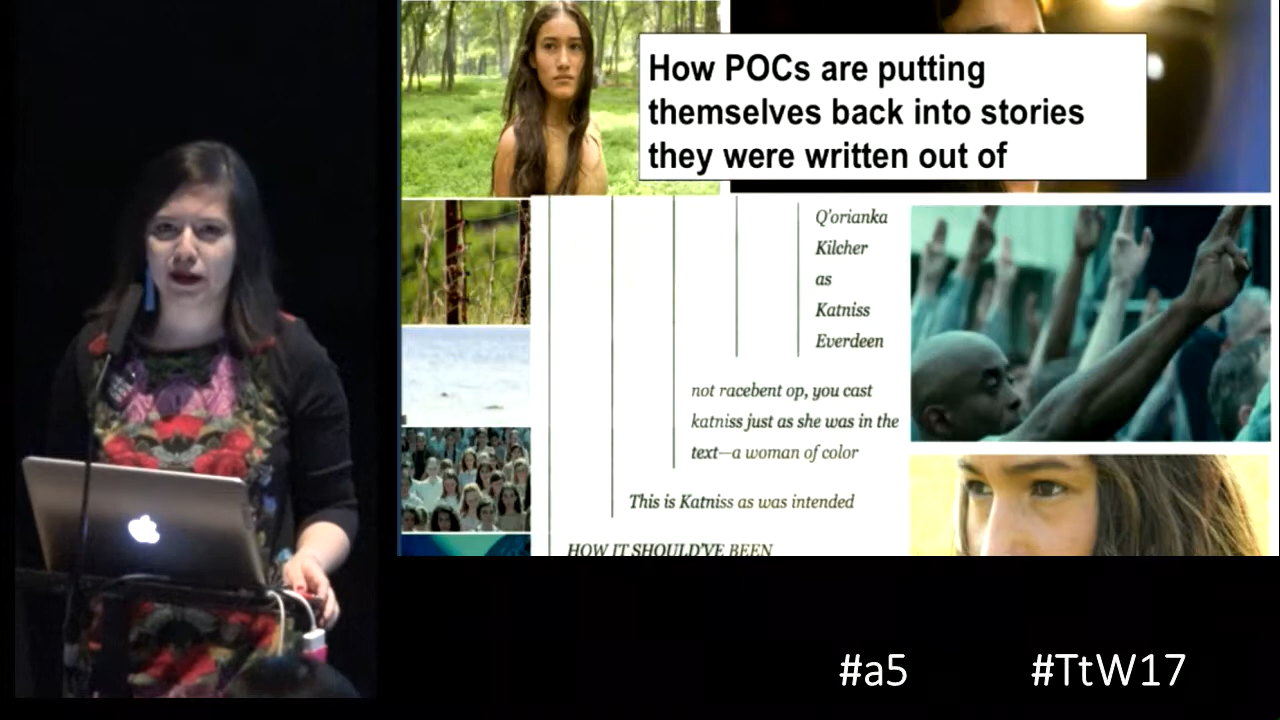 How POCs are putting
themselves back into stories
they were written out of
Q'orianka
Kilcher
as
Katniss
Everdeen
not racebent op, you cast
katniss just as she was in the
text—a woman of color
This is Katniss as was intended
HOW IT SHOULD'VE BEEN
#a5
#TtW17